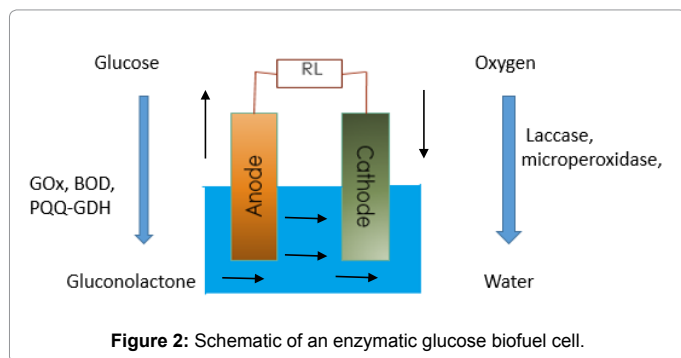 Glucose
RL
Oxygen
Laccase,
microperoxidase,
GOx, BOD,
PQQ-GDH
Anode
Cathode
Gluconolactone
Water
Figure 2: Schematic of an enzymatic glucose biofuel cell.